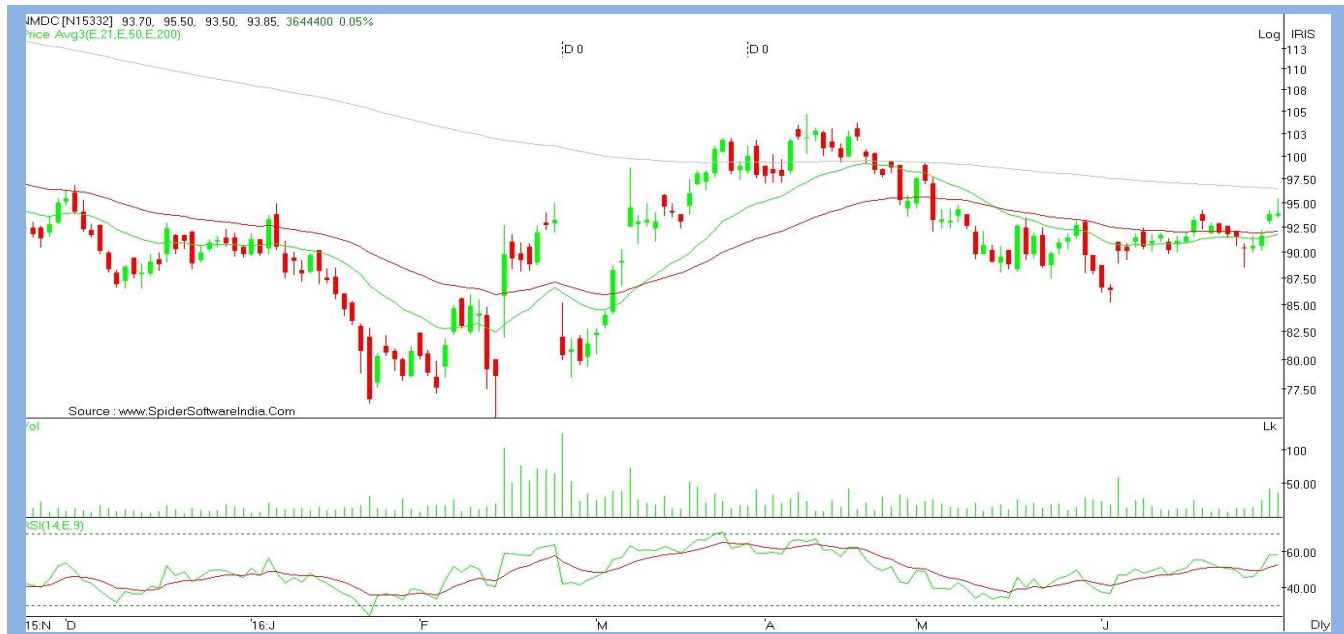 NMDC [N15332] 93.70, 95.50, 93.50, 93.85, 3644400 0.05%
Price Avg3(E,21,E,50,E,200)
D 0
D 0
Log
IRIS
113
110
108
105
103
100
97.50
95.00
92.50
90.00
87.50
85.00
82.50
80.00
77.50
Source : www.SpiderSoftwareIndia.Com
Vol
Lk
100
50.00
RSI(14,E,9)
60.00
40.00
15:N 'D 16:J 'F 'M 'A 'M 'J Dly